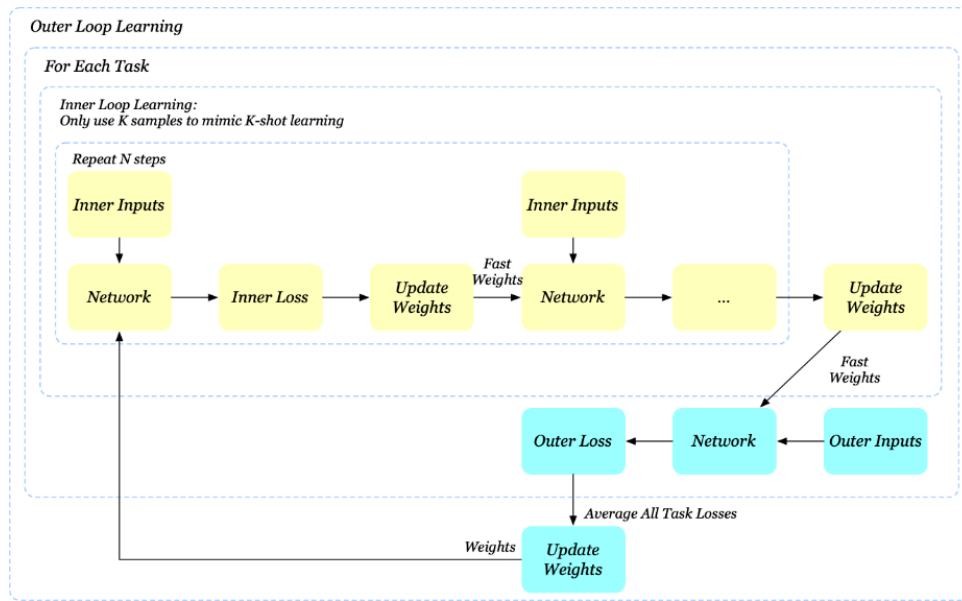 Outer Loop Learning
For Each Task
Inner Loop Learning:
Only use K samples to mimic K-shot learning
Repeat N steps
Inner Inputs
Inner Inputs
Network
Inner Loss
Update
Weights
Fast
Weights
Network
...
Update
Weights
Fast
Weights
Outer Loss
Network
Outer Inputs
Average All Task Losses
Weights
Update
Weights